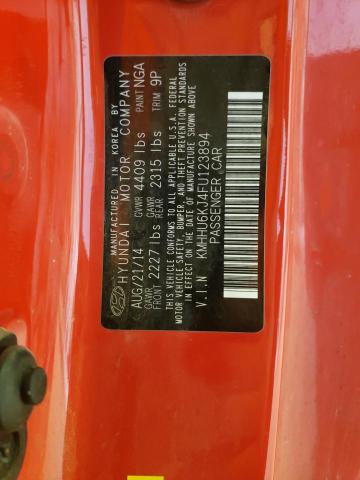 MANUFACTURED IN KOREA BY
HYUNDAI MOTOR COMPANY
AUG/21/14 GVWR 4409 lbs PAINT NGA
GAWR FRONT 2227 lbs GAWR REAR 2315 lbs TRIM 9P
THIS VEHICLE CONFORMS TO ALL APPLICABLE U.S.A. FEDERAL
MOTOR VEHICLE SAFETY, BUMPER, AND THEFT PREVENTION STANDARDS
IN EFFECT ON THE DATE OF MANUFACTURE SHOWN ABOVE
V.I.N KMHHU6KJ4FU123894
PASSENGER CAR